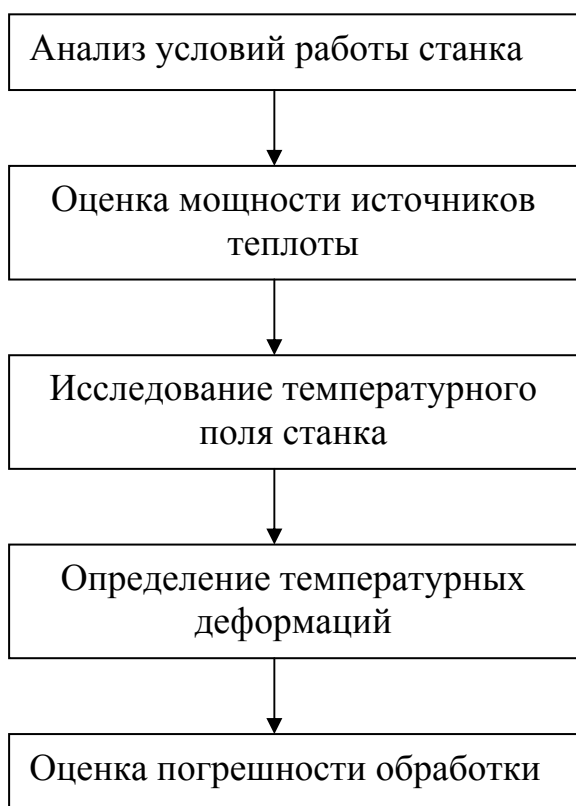 Анализ условий работы станка
Оценка мощности источников
теплоты
Исследование температурного
поля станка
Определение температурных
деформаций
Оценка погрешности обработки